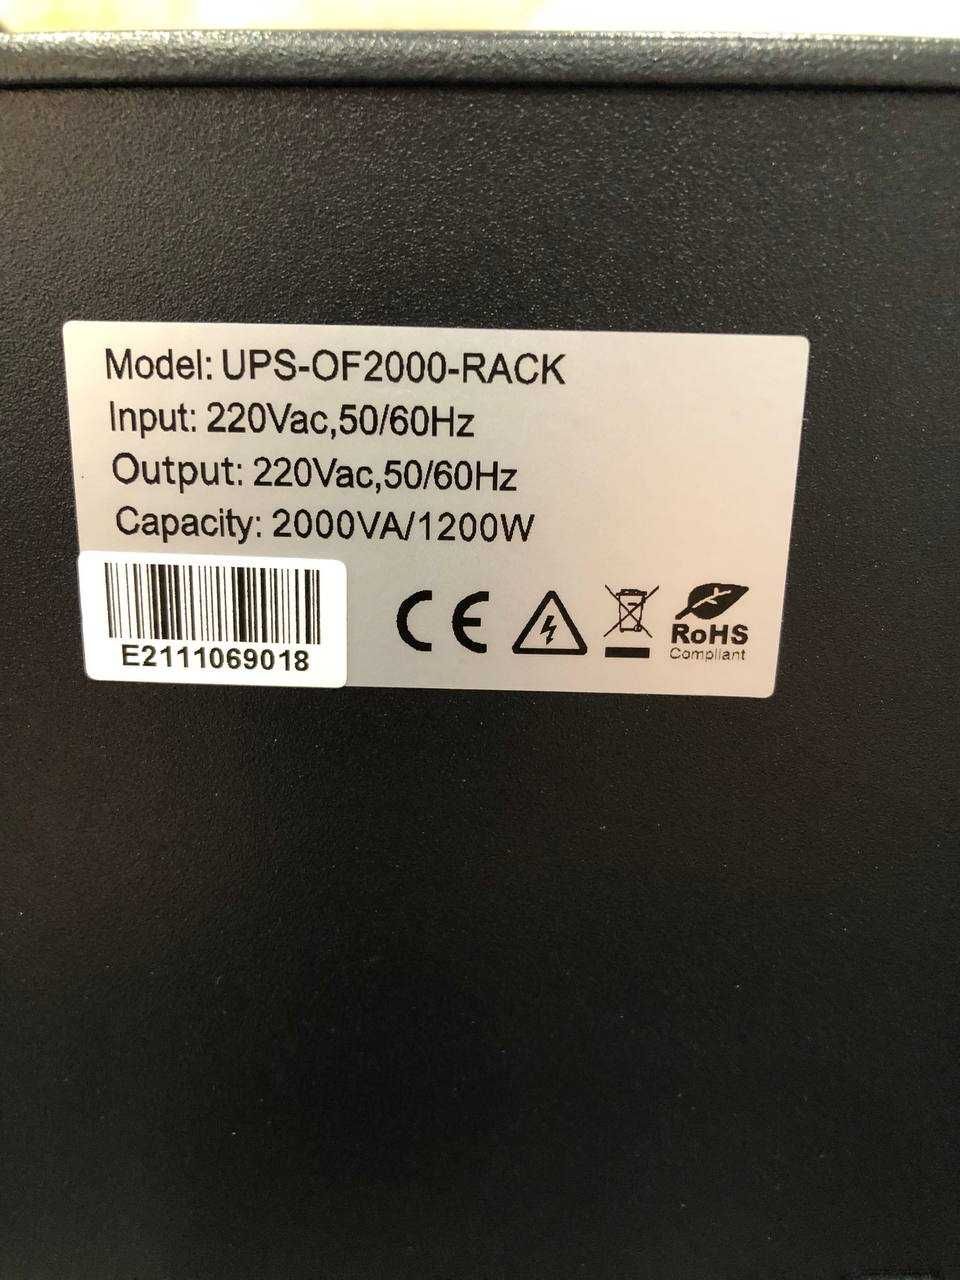 Model: UPS-OF2000-RACK
Input: 220Vac,50/60Hz
Output: 220Vac,50/60Hz
Capacity: 2000VA/1200W
E2111069018
CE
RoHS
Compliant